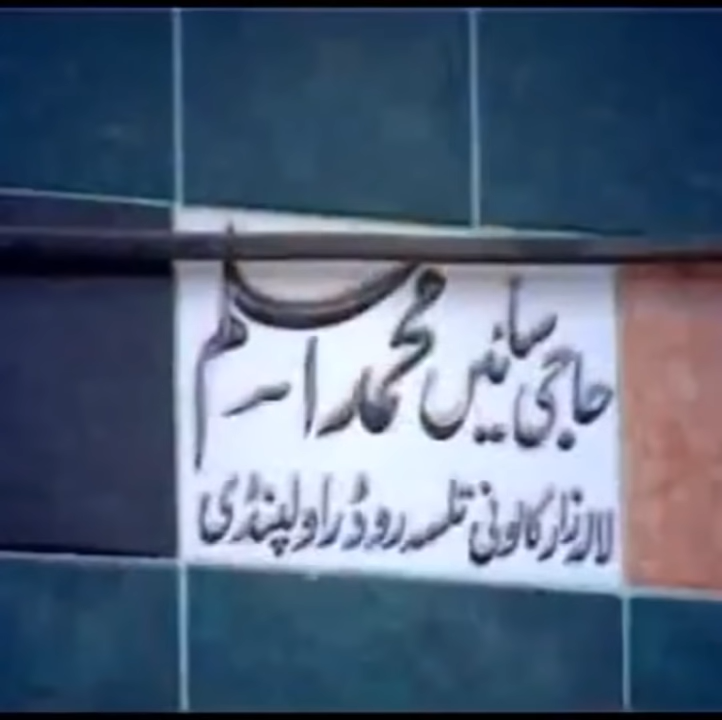 حاجی سائیں محمد اسلم
لالہ زار کالونی تلسہ روڈ راولپنڈی